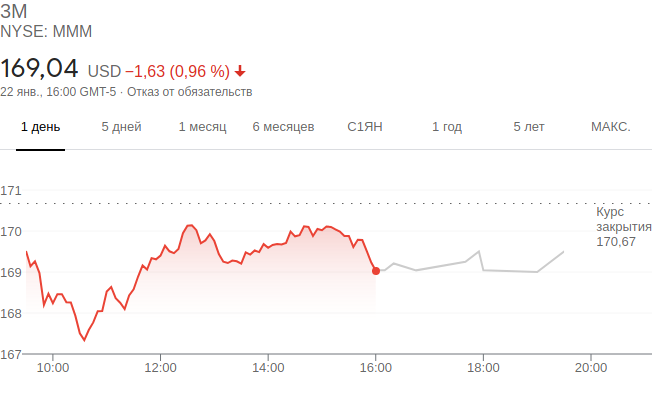 3M
NYSE: MMM
169,04 USD −1,63 (0,96 %)
22 янв., 16:00 GMT-5 · Отказ от обязательств
1 день 5 дней 1 месяц 6 месяцев С1ЯН 1 год 5 лет МАКС.
171
Курс
закрытия
170,67
170
169
168
167
10:00 12:00 14:00 16:00 18:00 20:00